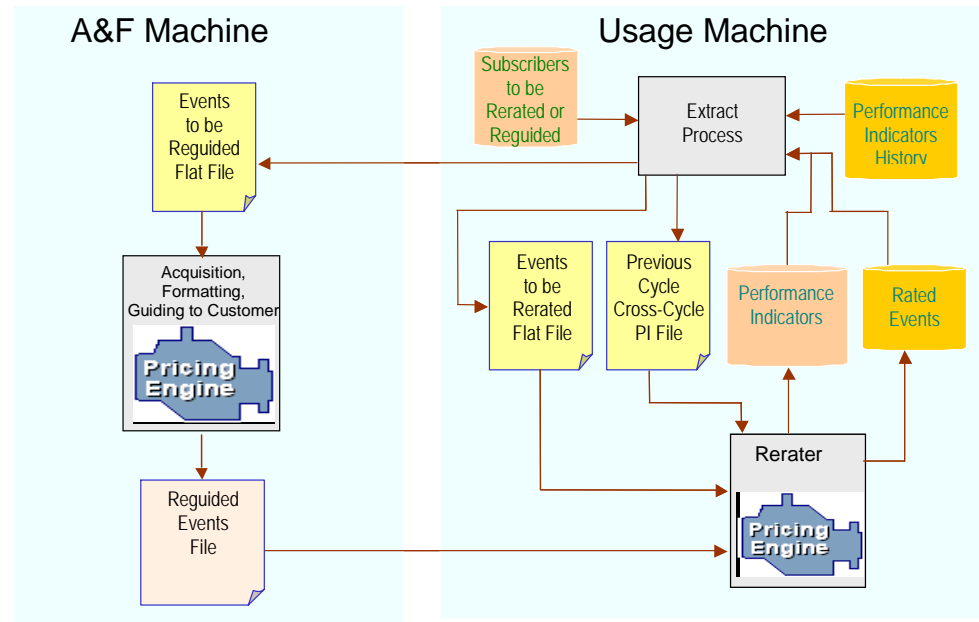 A&F Machine
Usage Machine
Subscribers
to be
Rerated or
Reguided
Extract
Process
Performance
Indicators
History
Events
to be
Reguided
Flat File
Acquisition,
Formatting,
Guiding to Customer
Pricing
Engine
Events
to be
Rerated
Flat File
Previous
Cycle
Cross-Cycle
PI File
Performance
Indicators
Rated
Events
Rerater
Pricing
Engine
Reguided
Events
File